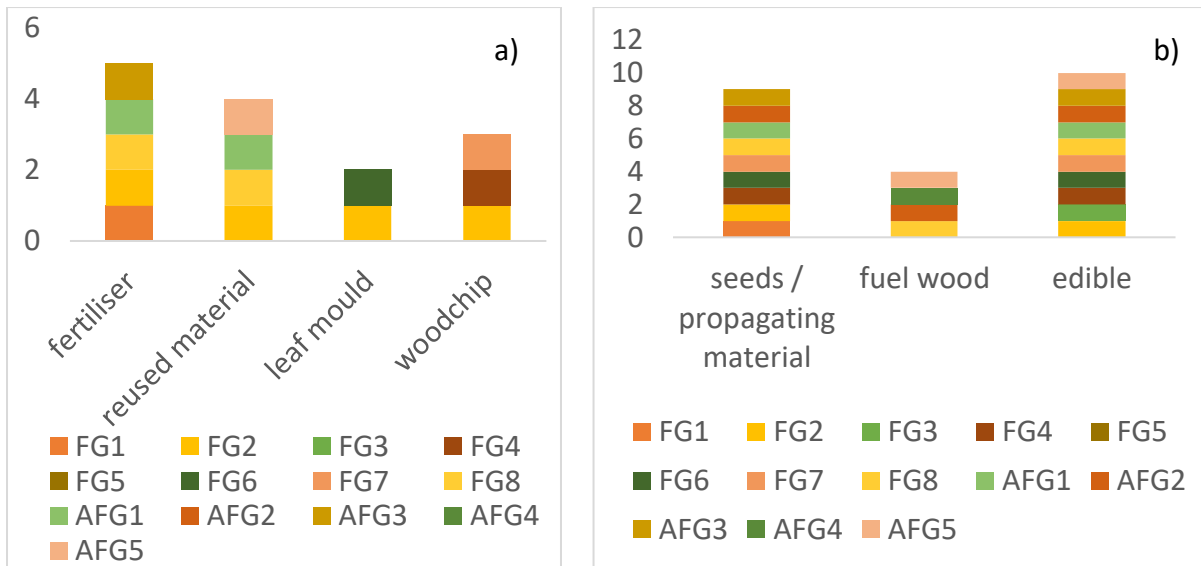 a)
6
4
2
0
fertiliser
reused material
leaf mould
woodchip
FG1 FG2 FG3 FG4
FG5 FG6 FG7 FG8
AFG1 AFG2 AFG3 AFG4
AFG5
b)
12
10
8
6
4
2
0
seeds / fuel wood edible
propagating
material
FG1 FG2 FG3 FG4 FG5
FG6 FG7 FG8 AFG1 AFG2
AFG3 AFG4 AFG5